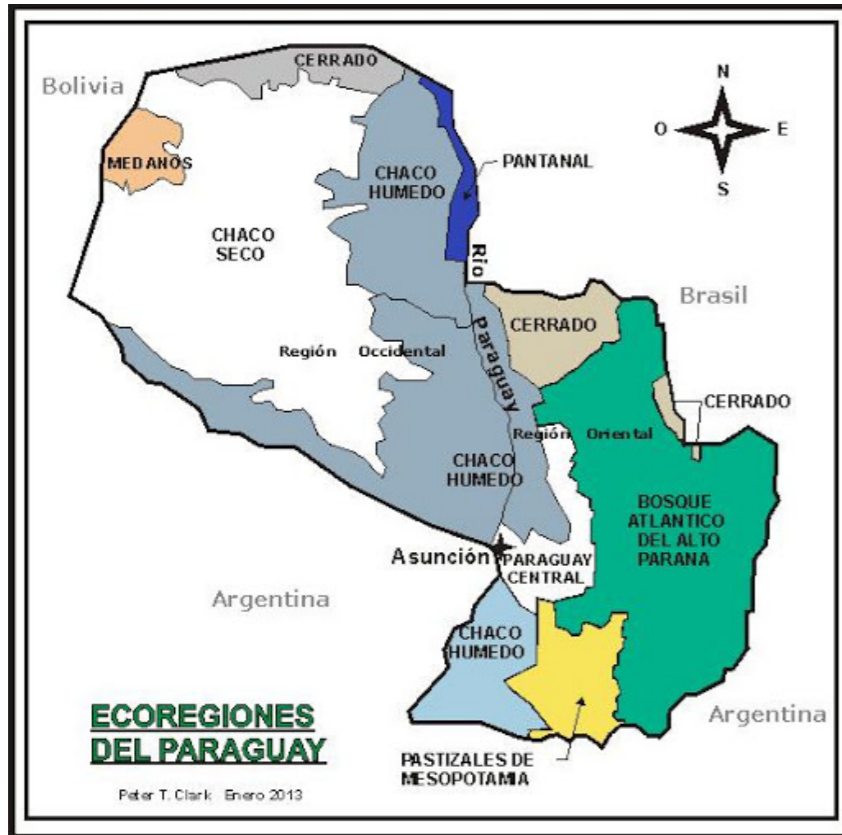 CERRADO
Bolivia
N
O
E
S
MEDANOS
CHACO
HUMEDO
PANTANAL
CHACO
SECO
Río
Paraguay
Brasil
CERRADO
Región
Occidental
CERRADO
Región
Oriental
CHACO
HUMEDO
BOSQUE
ATLANTICO
DEL ALTO
PARANA
Asunción
PARAGUAY
CENTRAL
Argentina
CHACO
HUMEDO
ECOREGIONES
DEL PARAGUAY
Argentina
PASTIZALES DE
MESOPOTAMIA
Peter T. Clark Enero 2013